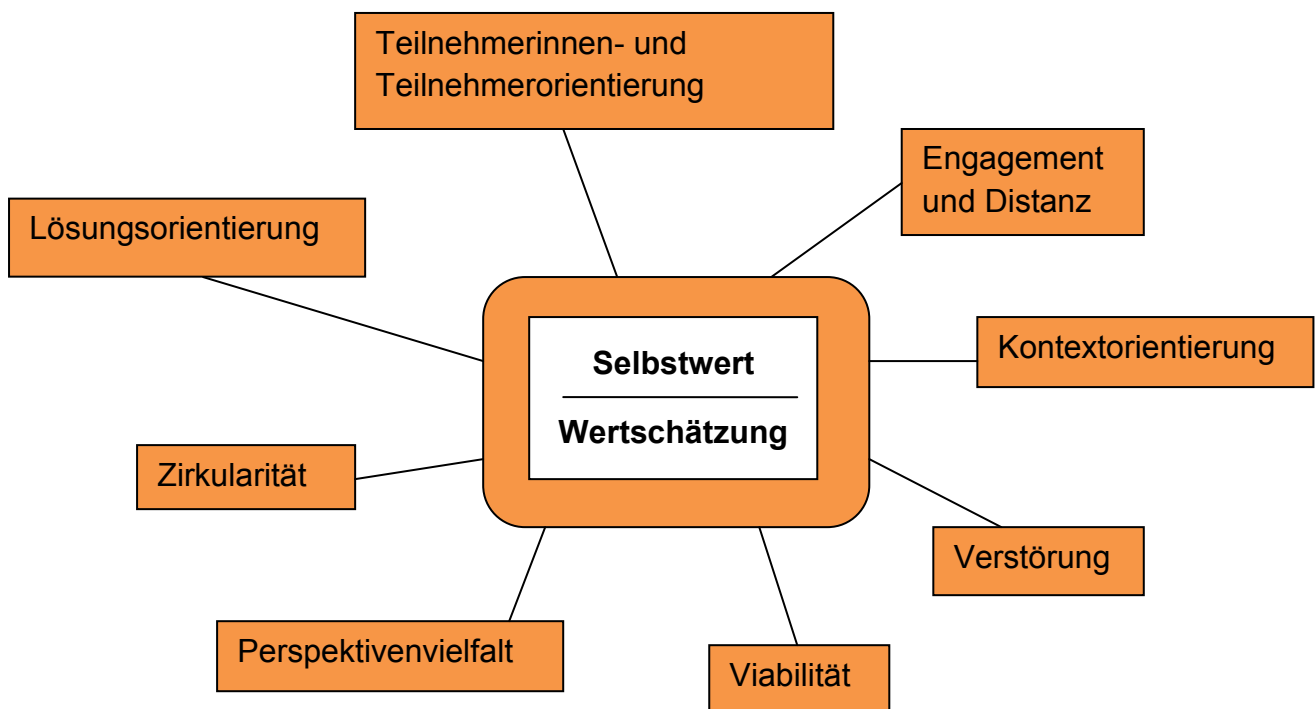 Teilnehmerinnen- und
Teilnehmerorientierung
Engagement
und Distanz
Lösungsorientierung
Kontextorientierung
Selbstwert
Wertschätzung
Zirkularität
Verstörung
Perspektivenvielfalt
Viabilität